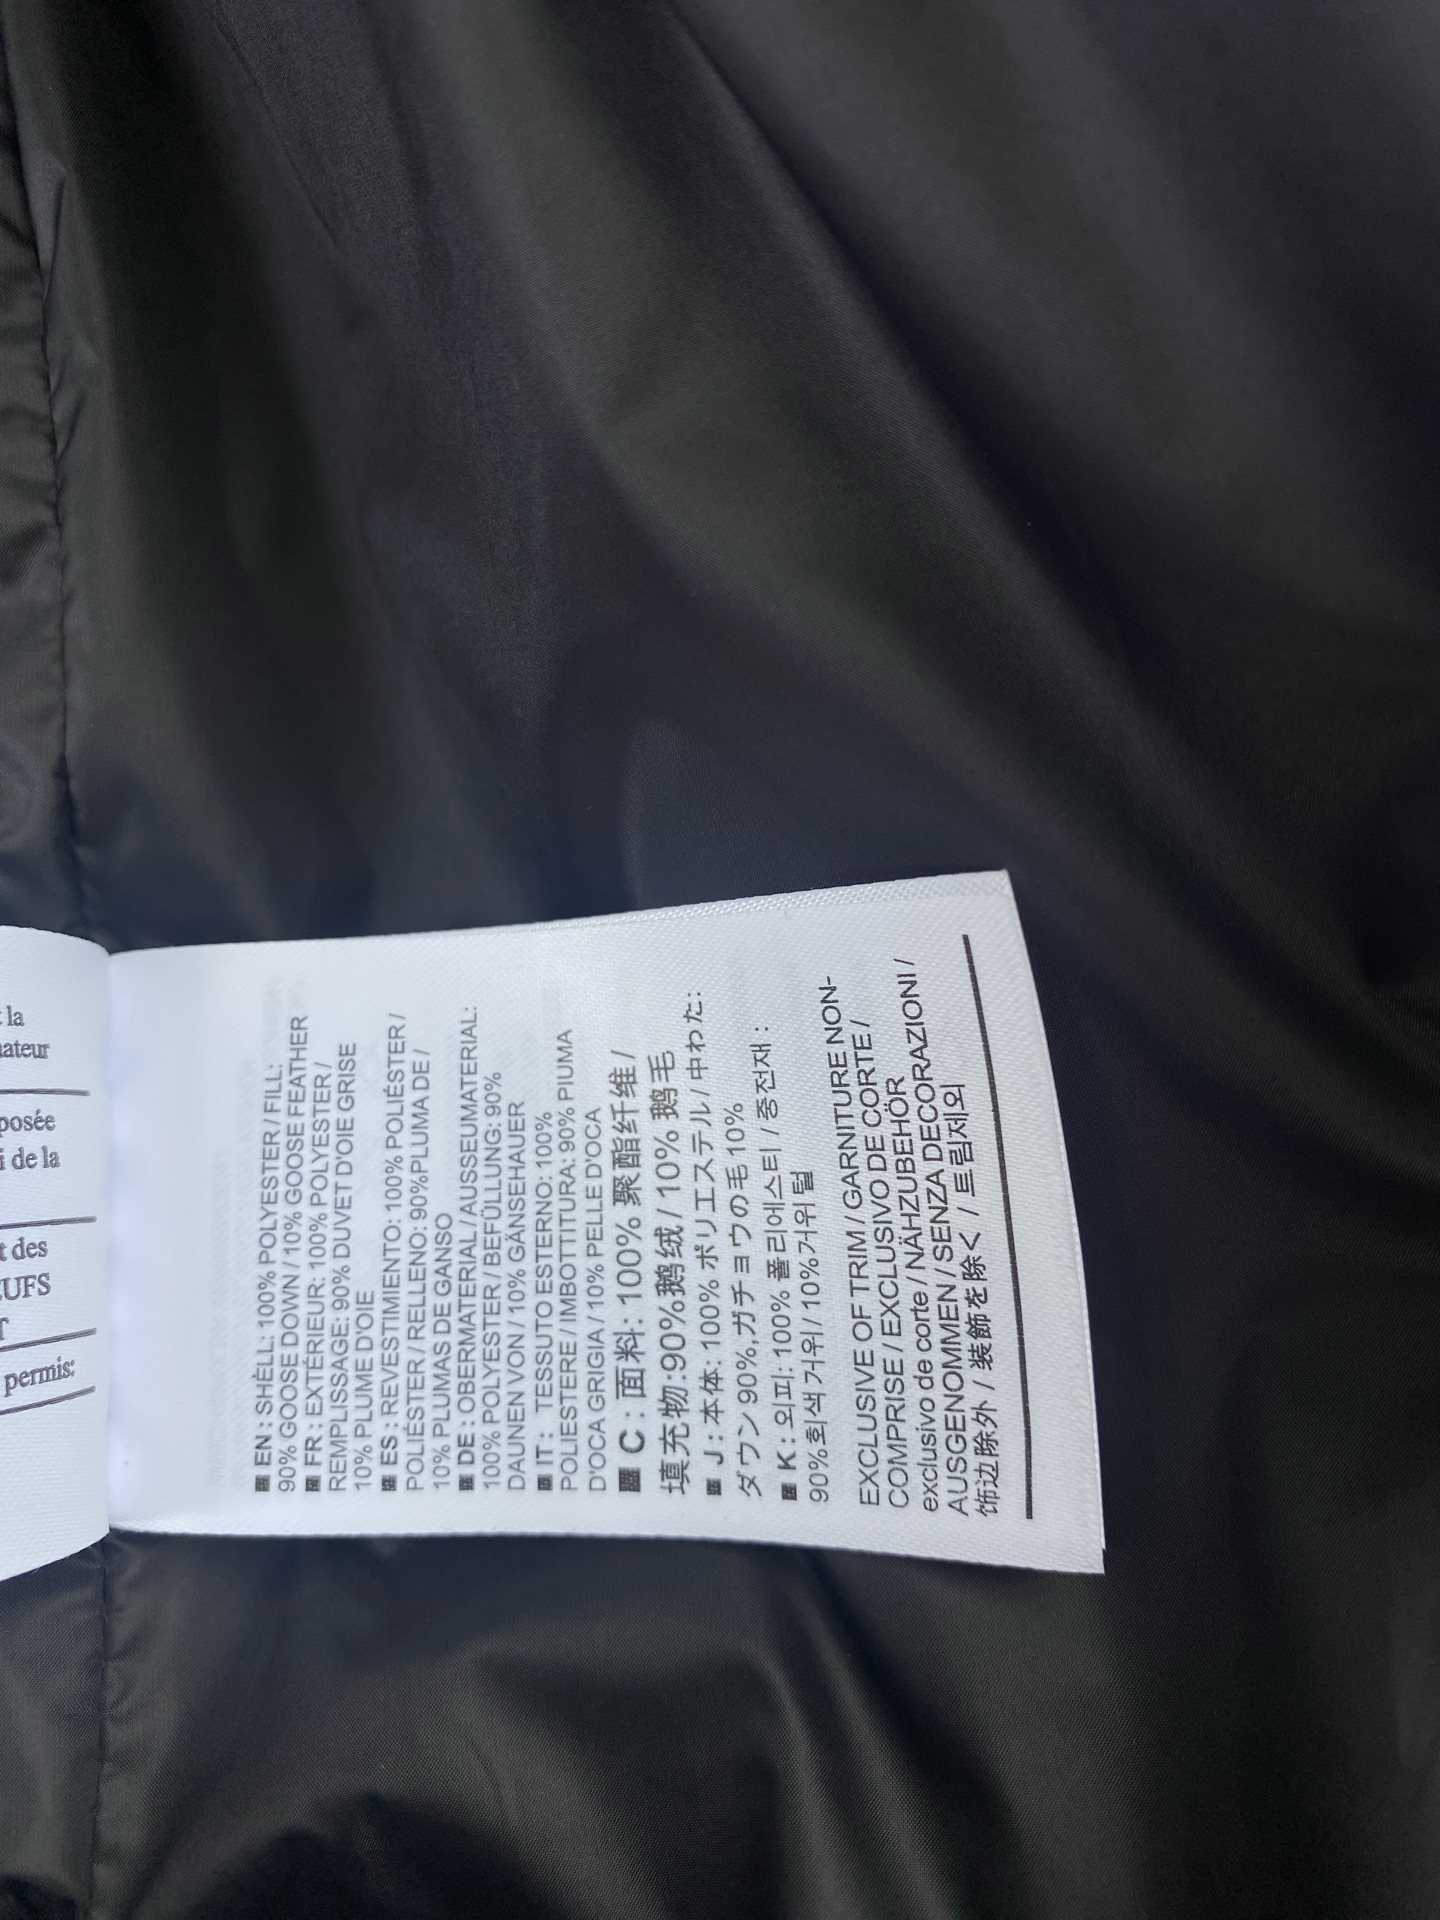 la
ateur
posée
i de la
t des
UFS
T
permis:
EN : SHELL: 100% POLYESTER / FILL:
90% GOOSE DOWN / 10% GOOSE FEATHER
FR : EXTÉRIEUR: 100% POLYESTER /
REMPLISSAGE: 90% DUVET D'OIE GRISE
10% PLUME D'OIE
ES : REVESTIMIENTO: 100% POLIÉSTER /
POLIÉSTER / RELLENO: 90%PLUMA DE /
10% PLUMAS DE GANSO
DE : OBERMATERIAL / AUSSEUMATERIAL:
100% POLYESTER / BEFÜLLUNG: 90%
DAUNEN VON / 10% GÄNSEHAUER
IT : TESSUTO ESTERNO: 100%
POLIESTERE / IMBOTTITURA: 90% PIUMA
D'OCA GRIGIA / 10% PELLE D'OCA
C : 面料: 100% 聚酯纤维 /
填充物:90%鹅绒 / 10% 鹅毛
J : 本体: 100% ポリエステル / 中わた:
ダウン 90%,ガチョウの毛 10%
K : 외피: 100% 폴리에스티 / 충전재 :
90%회색거위 / 10%거위 털
EXCLUSIVE OF TRIM / GARNITURE NON-
COMPRISE / EXCLUSIVO DE CORTE /
exclusivo de corte / NÄHZUBEHÖR
AUSGENOMMEN / SENZA DECORAZIONI /
饰边除外 / 装飾を除く / 트림제외